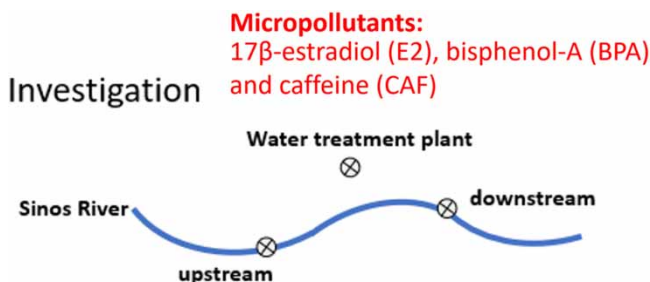 Micropollutants:
17β-estradiol (E2), bisphenol-A (BPA)
and caffeine (CAF)
Investigation
Water treatment plant
Sinos River
downstream
upstream